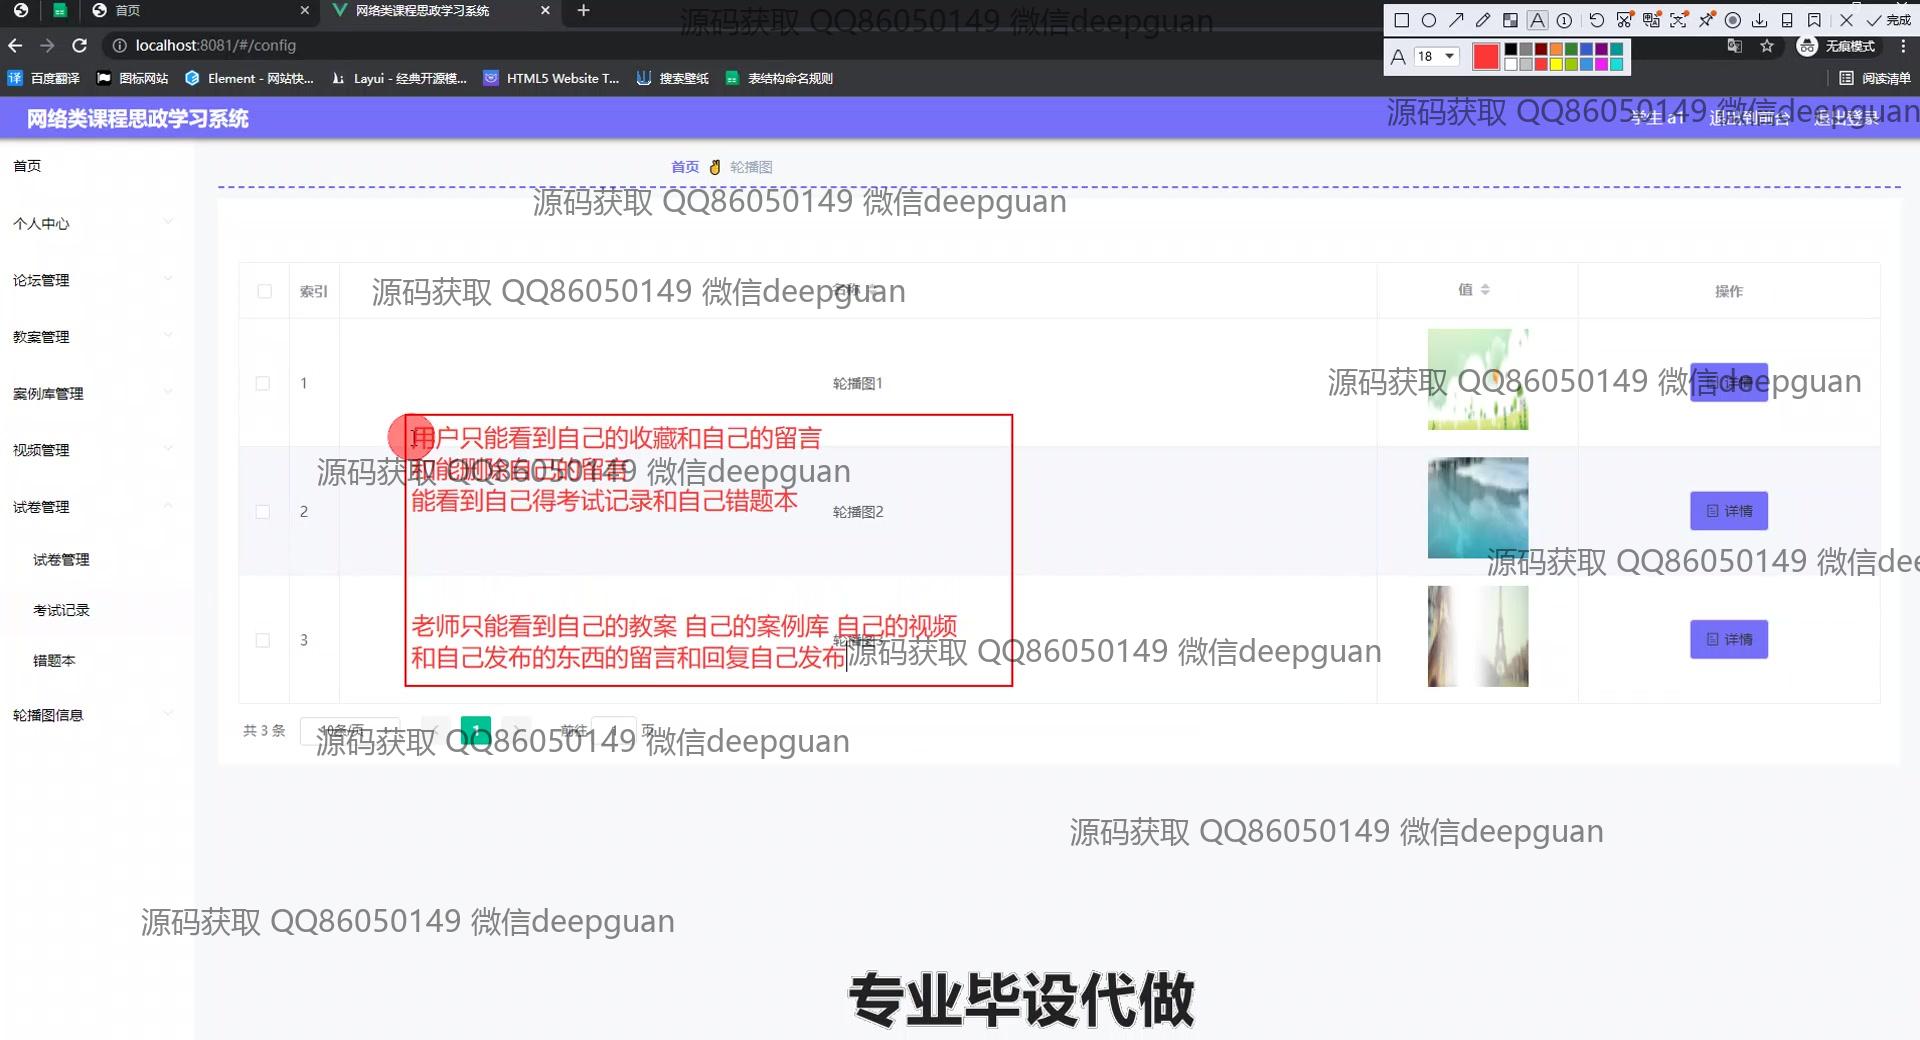 首页
网络类课程思政学习系统
源码获取 QQ86050149 微信deepguan
18
完成
localhost:8081/#/config
无痕模式
百度翻译
图标网站
Element - 网站快...
Layui - 经典开源模...
HTML5 Website T...
搜索壁纸
表结构命名规则
阅读清单
网络类课程思政学习系统
源码获取 QQ86050149 微信deepguan
学生 a1
退出到前台
退出登录
首页
首页
轮播图
源码获取 QQ86050149 微信deepguan
个人中心
论坛管理
教案管理
案例库管理
视频管理
试卷管理
试卷管理
考试记录
错题本
轮播图信息
索引
名称
值
操作
源码获取 QQ86050149 微信deepguan
1
轮播图1
详情
源码获取 QQ86050149 微信deepguan
用户只能看到自己的收藏和自己的留言
和能删除自己的留言
源码获取 QQ86050149 微信deepguan
能看到自己得考试记录和自己错题本
2
轮播图2
详情
源码获取 QQ86050149 微信dee
老师只能看到自己的教案 自己的案例库 自己的视频
3
轮播图3
详情
和自己发布的东西的留言和回复自己发布
源码获取 QQ86050149 微信deepguan
共 3 条
10条/页
1
前往
1
页
源码获取 QQ86050149 微信deepguan
源码获取 QQ86050149 微信deepguan
源码获取 QQ86050149 微信deepguan
专业毕设代做